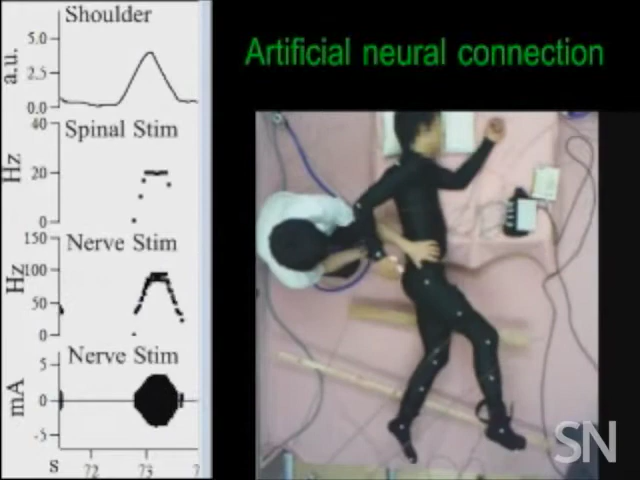 Shoulder
a.u.
5.0
2.5
0.0
Spinal Stim
Hz
40
20
0
Nerve Stim
Hz
150
100
50
0
Nerve Stim
mA
5
0
-5
s
72
73
7
Artificial neural connection
SN